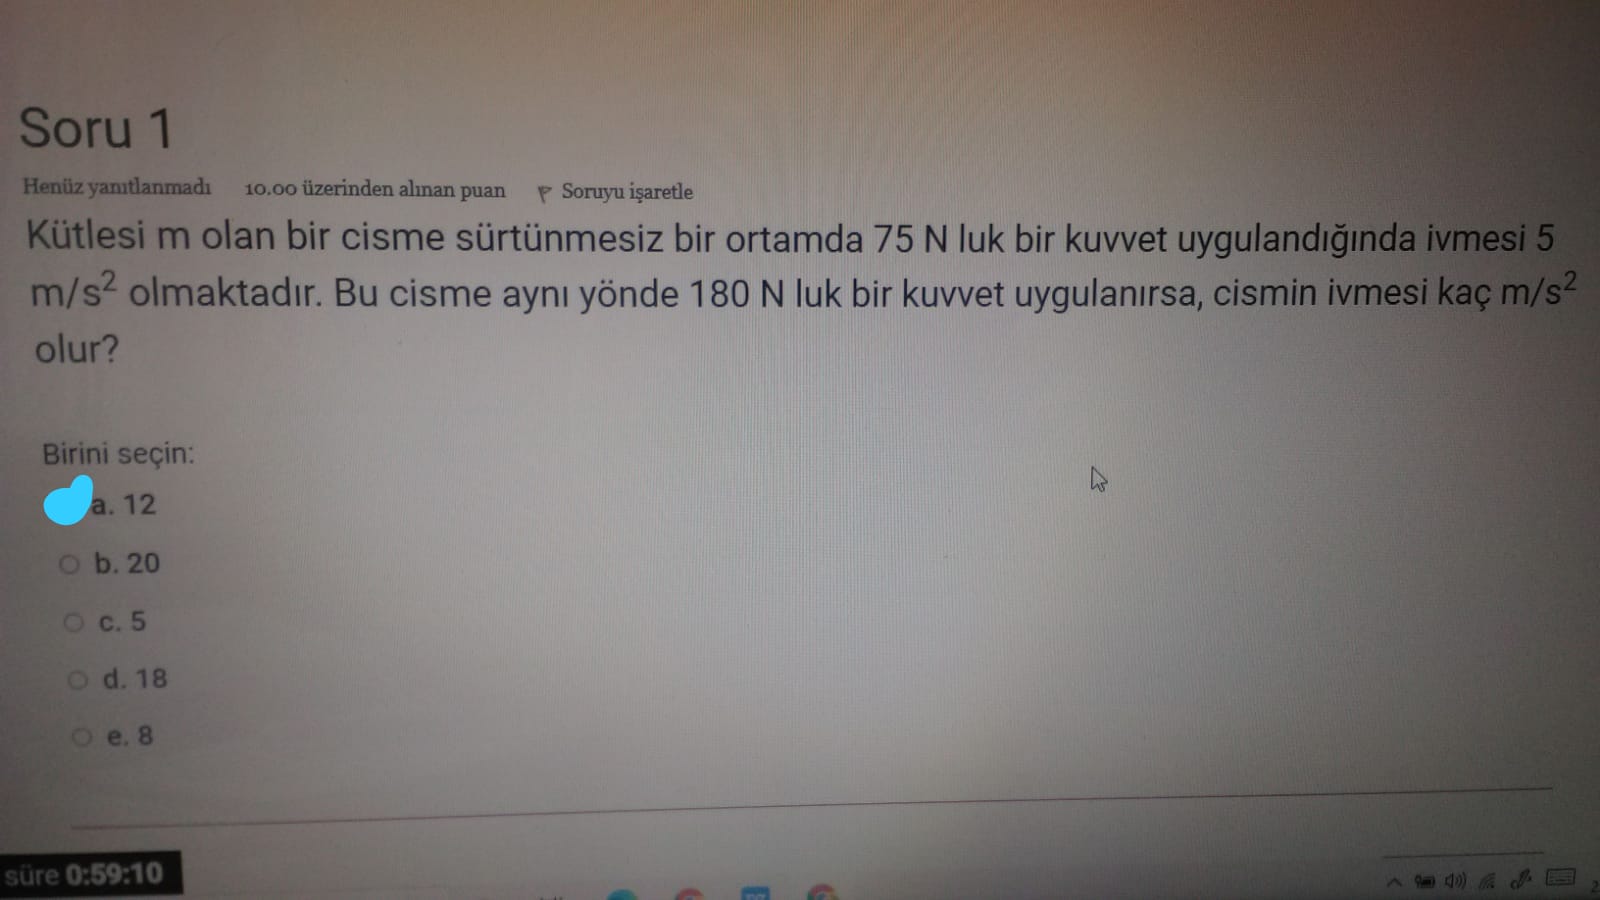 Soru 1
Henüz yanıtlanmadı 10.00 üzerinden alınan puan Soruyu işaretle
Kütlesi m olan bir cisme sürtünmesiz bir ortamda 75 N luk bir kuvvet uygulandığında ivmesi 5
m/s² olmaktadır. Bu cisme aynı yönde 180 N luk bir kuvvet uygulanırsa, cismin ivmesi kaç m/s²
olur?
Birini seçin:
a. 12
b. 20
c. 5
d. 18
e. 8
süre 0:59:10